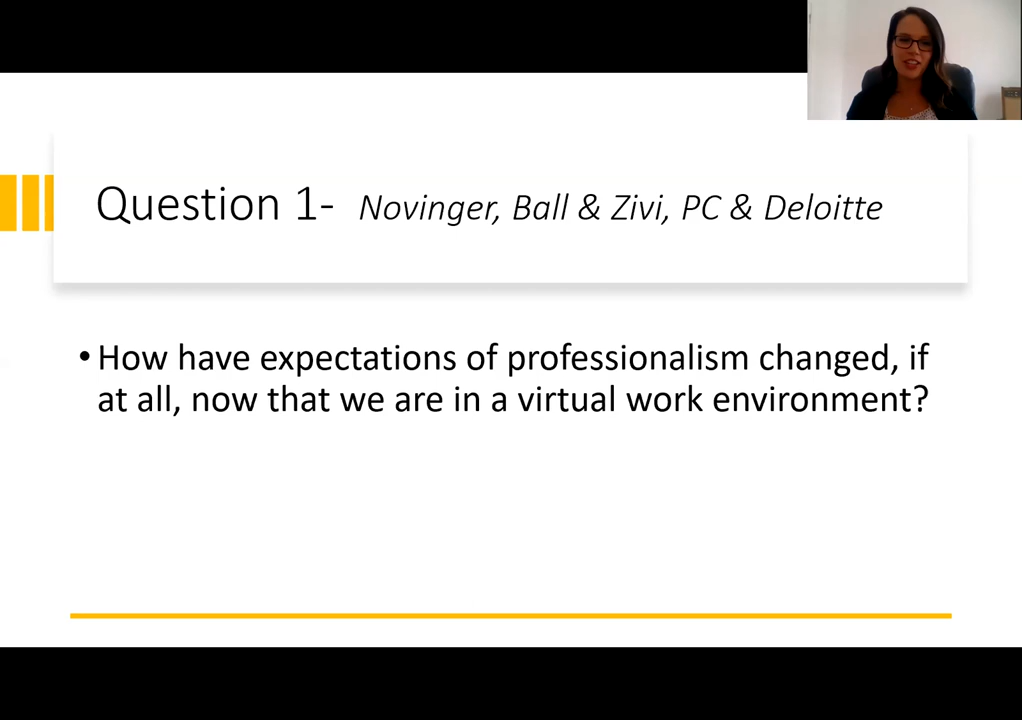 Question 1- Novinger, Ball & Zivi, PC & Deloitte
• How have expectations of professionalism changed, if
at all, now that we are in a virtual work environment?